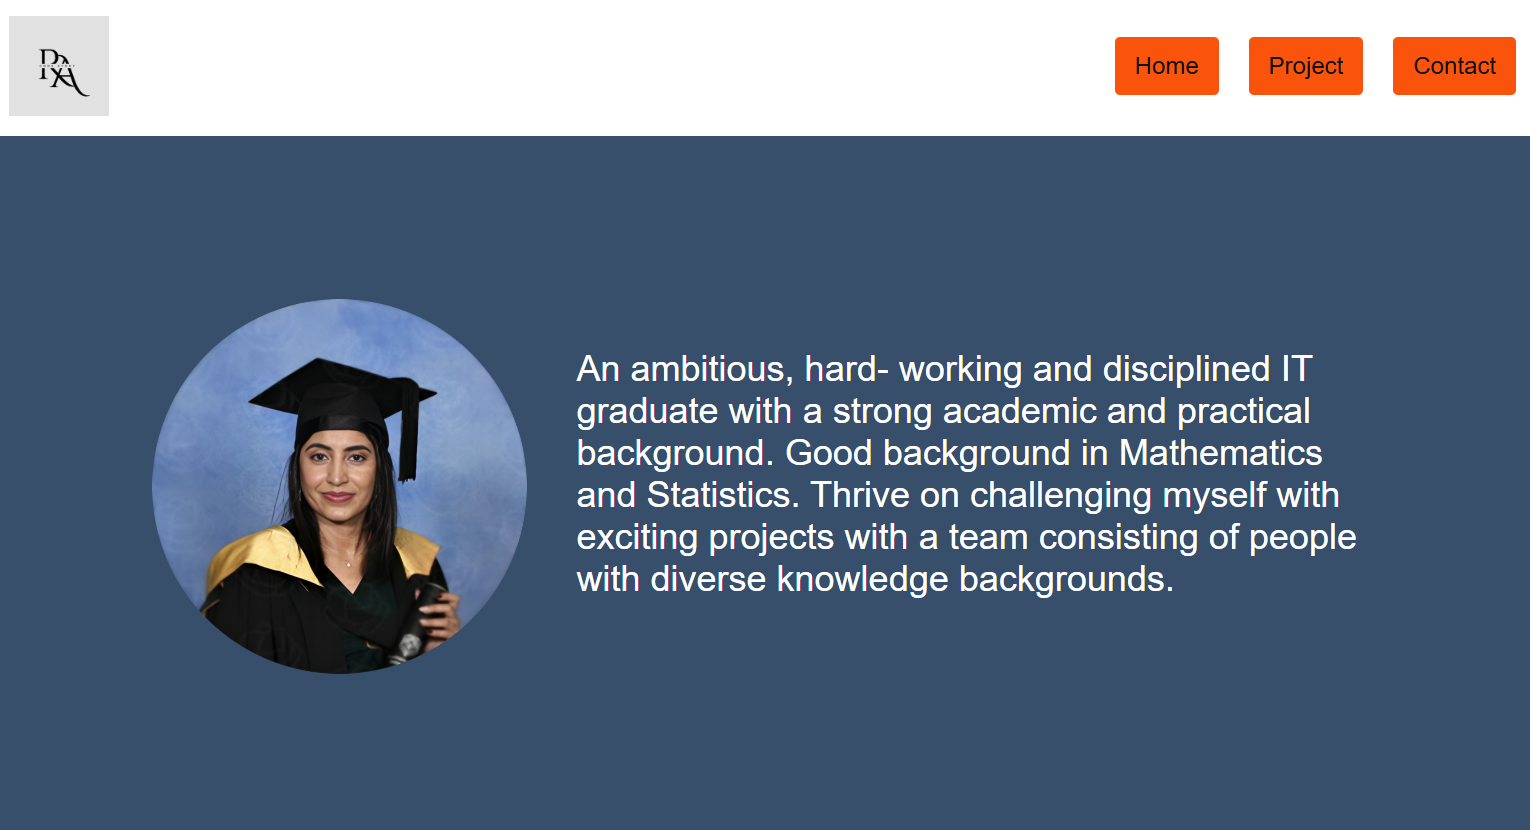 RA
Home
Project
Contact
An ambitious, hard- working and disciplined IT
graduate with a strong academic and practical
background. Good background in Mathematics
and Statistics. Thrive on challenging myself with
exciting projects with a team consisting of people
with diverse knowledge backgrounds.